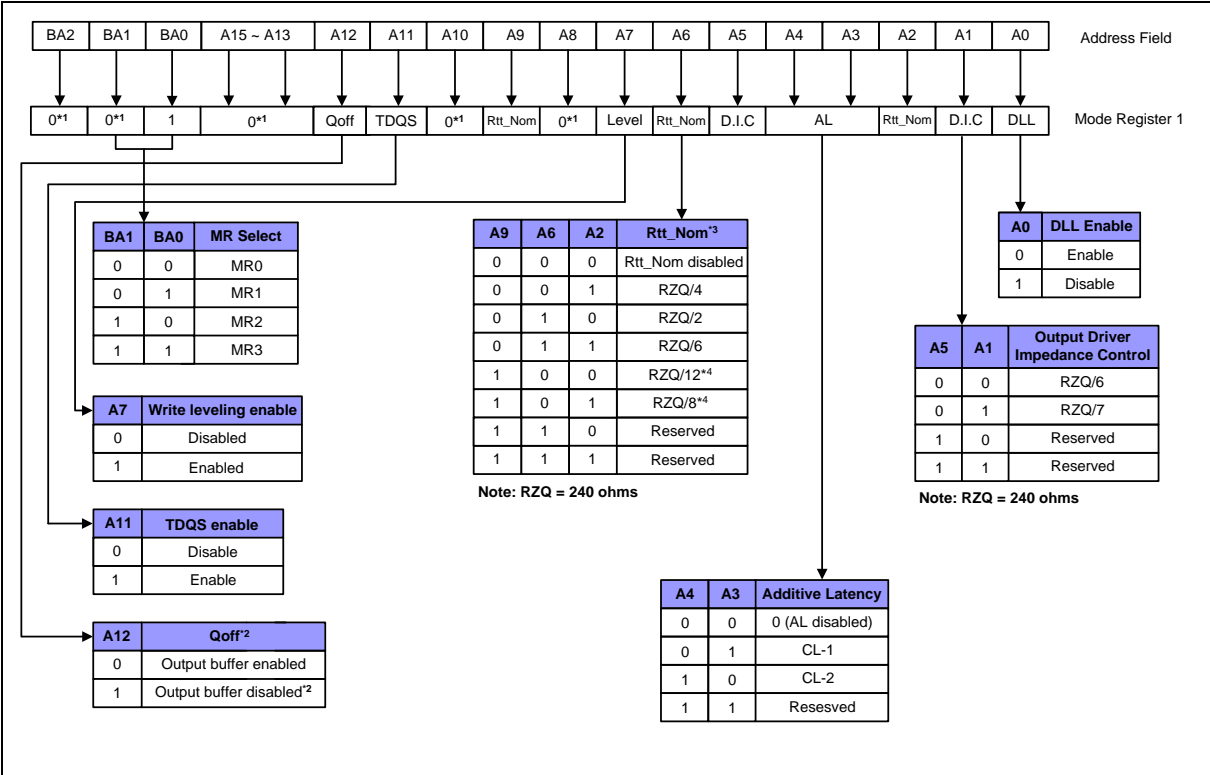 BA2 BA1 BA0 A15 ~ A13 A12 A11 A10 A9 A8 A7 A6 A5 A4 A3 A2 A1 A0 Address Field
0*1 0*1 1 0*1 Qoff TDQS 0*1 Rtt_Nom 0*1 Level Rtt_Nom D.I.C AL Rtt_Nom D.I.C DLL Mode Register 1
BA1 BA0 MR Select
0 0 MR0
0 1 MR1
1 0 MR2
1 1 MR3
A7 Write leveling enable
0 Disabled
1 Enabled
A11 TDQS enable
0 Disable
1 Enable
A12 Qoff*2
0 Output buffer enabled
1 Output buffer disabled*2
A9 A6 A2 Rtt_Nom*3
0 0 0 Rtt_Nom disabled
0 0 1 RZQ/4
0 1 0 RZQ/2
0 1 1 RZQ/6
1 0 0 RZQ/12*4
1 0 1 RZQ/8*4
1 1 0 Reserved
1 1 1 Reserved
Note: RZQ = 240 ohms
A4 A3 Additive Latency
0 0 0 (AL disabled)
0 1 CL-1
1 0 CL-2
1 1 Resesved
A0 DLL Enable
0 Enable
1 Disable
A5 A1 Output Driver
Impedance Control
0 0 RZQ/6
0 1 RZQ/7
1 0 Reserved
1 1 Reserved
Note: RZQ = 240 ohms